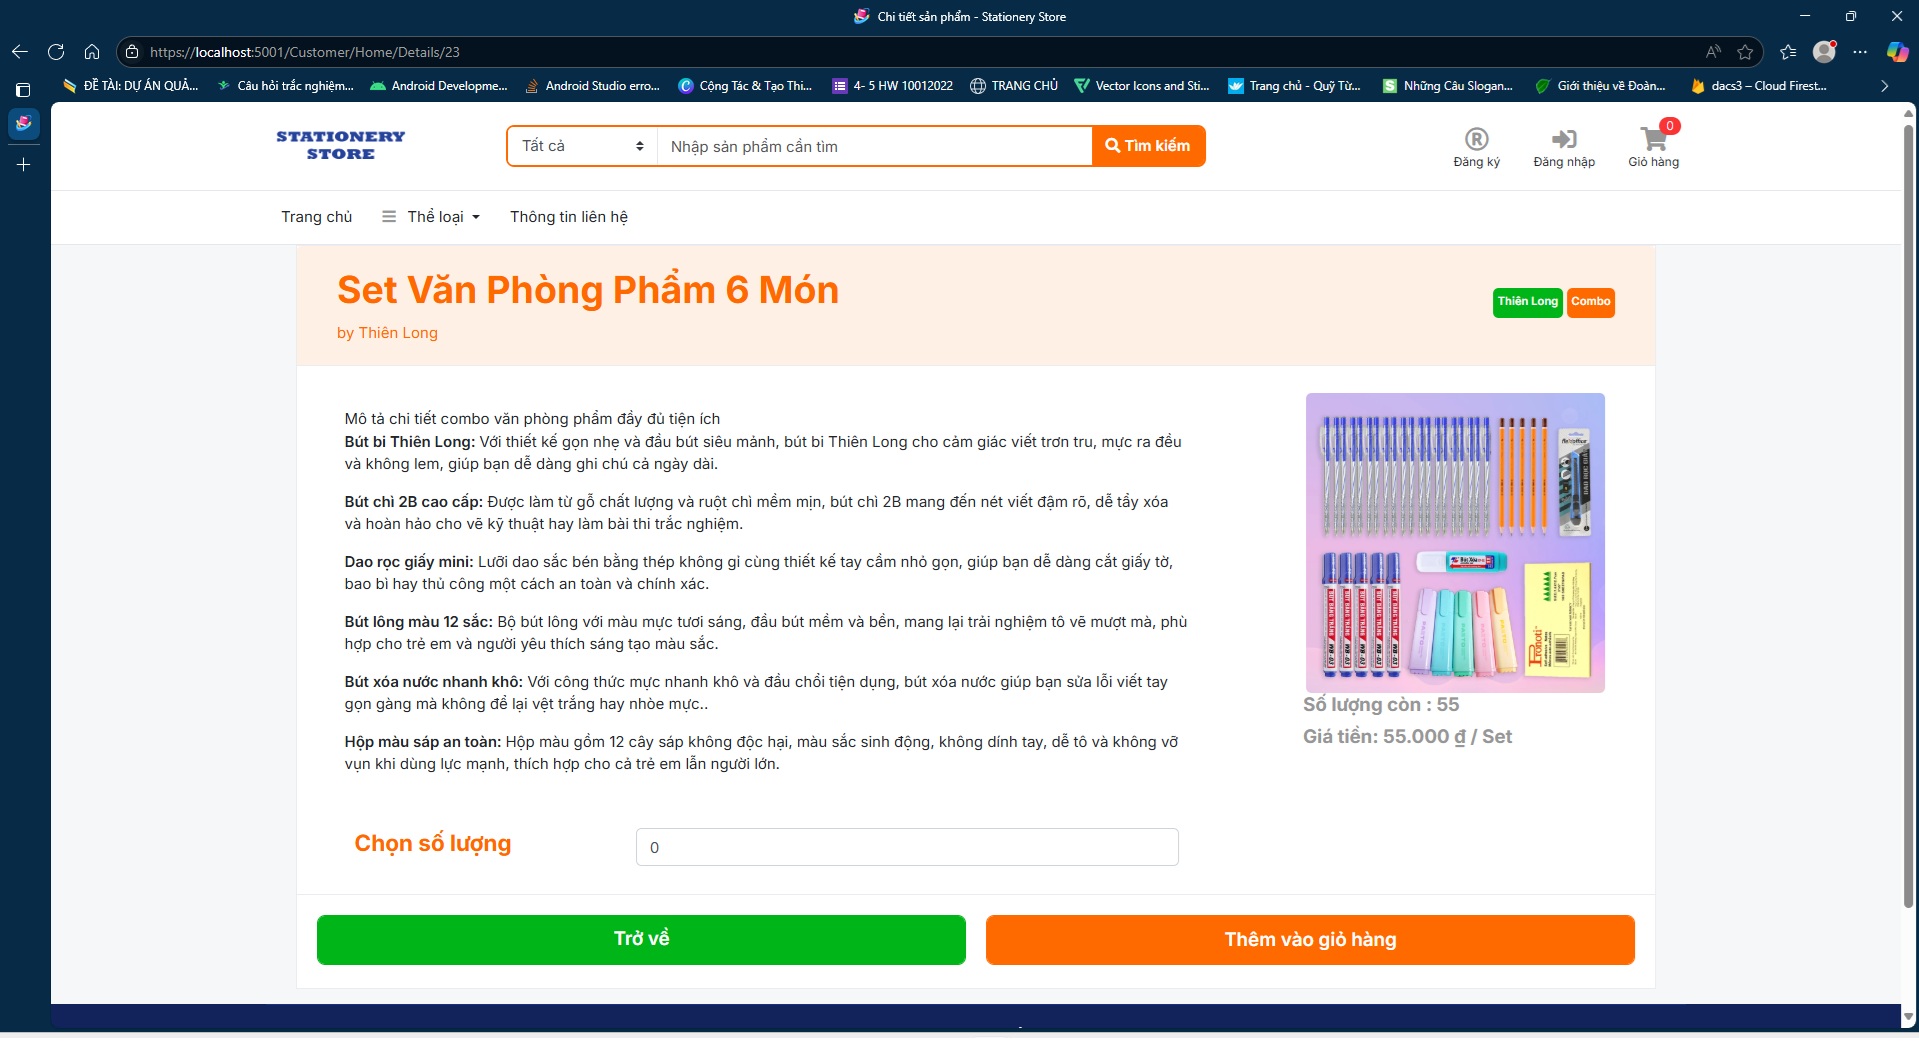 Chi tiết sản phẩm - Stationery Store
https://localhost:5001/Customer/Home/Details/23
ĐỀ TÀI: DỰ ÁN QUẢ...
Câu hỏi trắc nghiệm...
Android Developme...
Android Studio erro...
Cộng Tác & Tạo Thi...
4- 5 HW 10012022
TRANG CHỦ
Vector Icons and Sti...
Trang chủ - Quỹ Từ...
Những Câu Slogan...
Giới thiệu về Đoàn...
dacs3 – Cloud Firest...
STATIONERY
STORE
Tất cả
Nhập sản phẩm cần tìm
Tìm kiếm
Đăng ký
Đăng nhập
0
Giỏ hàng
Trang chủ
Thể loại
Thông tin liên hệ
Set Văn Phòng Phẩm 6 Món
by Thiên Long
Thiên Long
Combo
Mô tả chi tiết combo văn phòng phẩm đầy đủ tiện ích
Bút bi Thiên Long: Với thiết kế gọn nhẹ và đầu bút siêu mảnh, bút bi Thiên Long cho cảm giác viết trơn tru, mực ra đều
và không lem, giúp bạn dễ dàng ghi chú cả ngày dài.
Bút chì 2B cao cấp: Được làm từ gỗ chất lượng và ruột chì mềm mịn, bút chì 2B mang đến nét viết đậm rõ, dễ tẩy xóa
và hoàn hảo cho vẽ kỹ thuật hay làm bài thi trắc nghiệm.
Dao rọc giấy mini: Lưỡi dao sắc bén bằng thép không gỉ cùng thiết kế tay cầm nhỏ gọn, giúp bạn dễ dàng cắt giấy tờ,
bao bì hay thủ công một cách an toàn và chính xác.
Bút lông màu 12 sắc: Bộ bút lông với màu mực tươi sáng, đầu bút mềm và bền, mang lại trải nghiệm tô vẽ mượt mà, phù
hợp cho trẻ em và người yêu thích sáng tạo màu sắc.
Bút xóa nước nhanh khô: Với công thức mực nhanh khô và đầu chổi tiện dụng, bút xóa nước giúp bạn sửa lỗi viết tay
gọn gàng mà không để lại vệt trắng hay nhòe mực..
Hộp màu sáp an toàn: Hộp màu gồm 12 cây sáp không độc hại, màu sắc sinh động, không dính tay, dễ tô và không vỡ
vụn khi dùng lực mạnh, thích hợp cho cả trẻ em lẫn người lớn.
Số lượng còn : 55
Giá tiền: 55.000 ₫ / Set
Chọn số lượng
0
Trở về
Thêm vào giỏ hàng